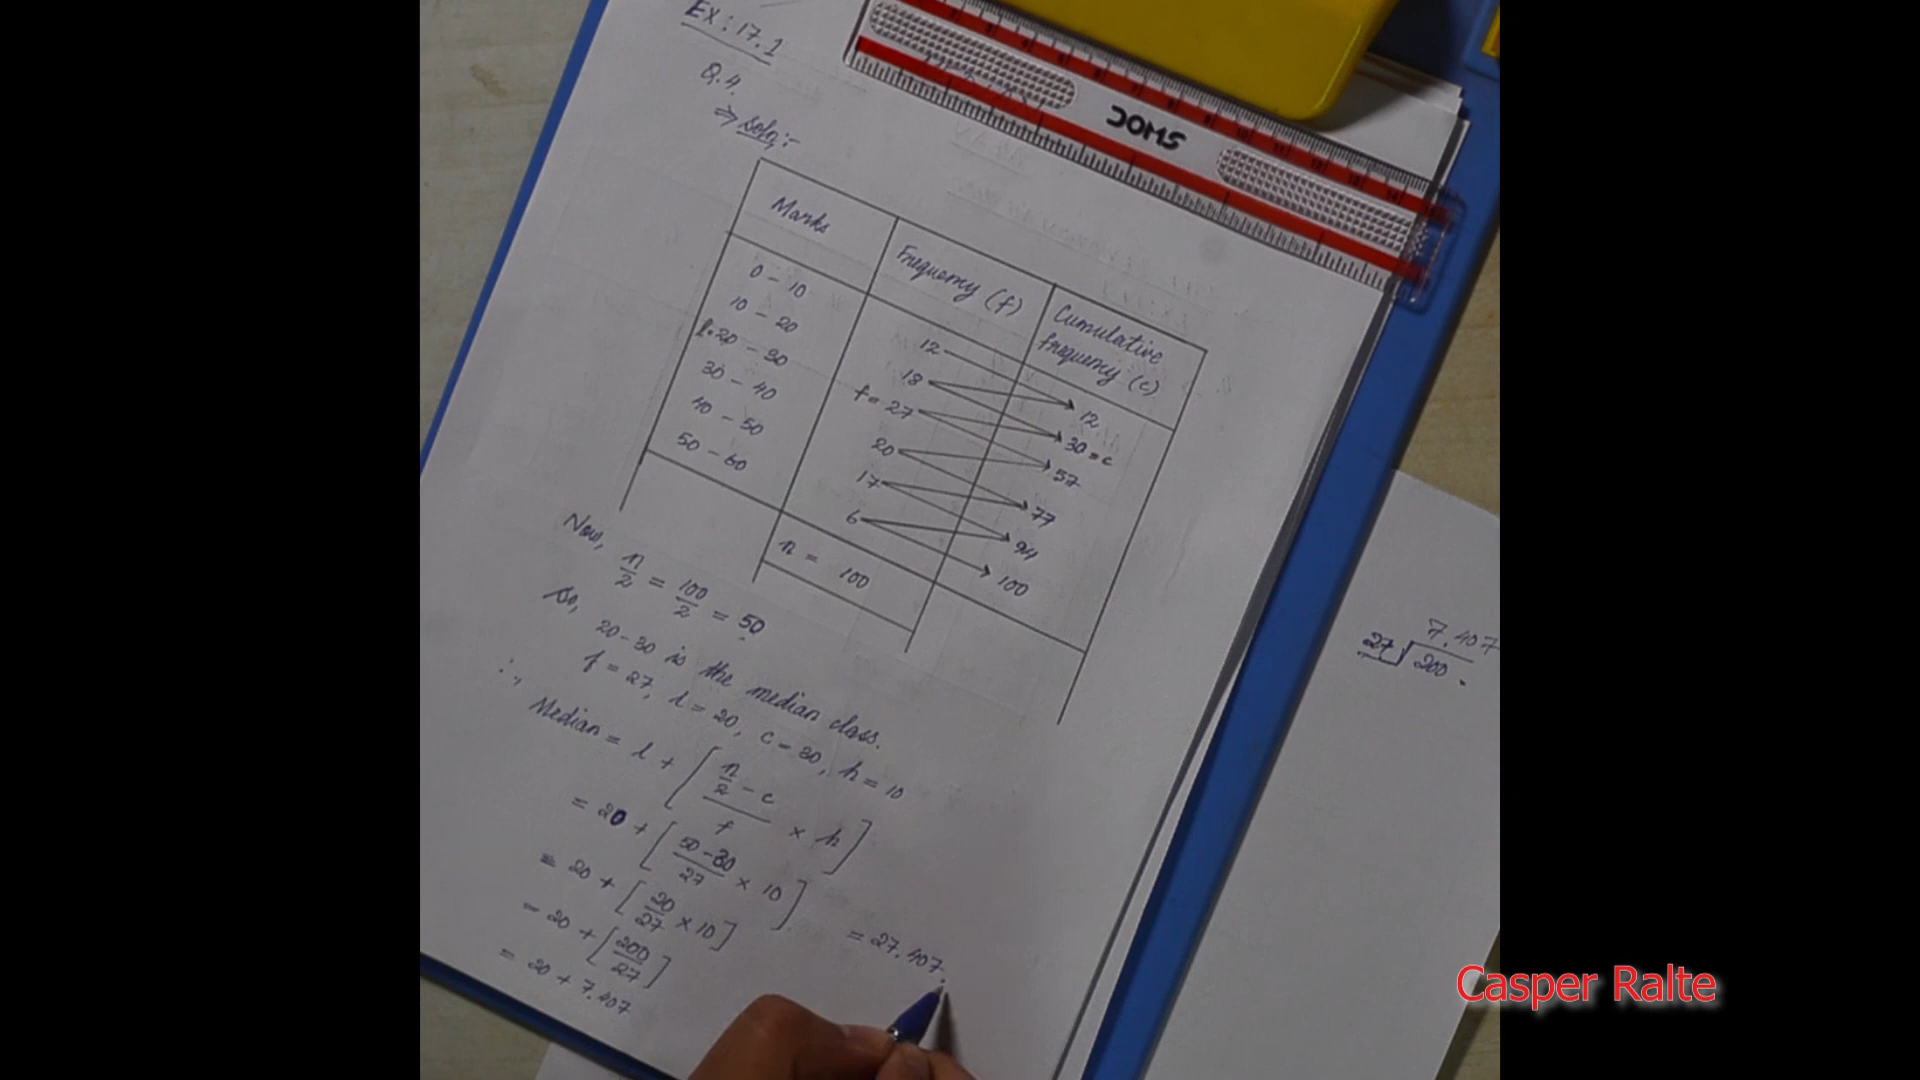 Ex: 17.1
Q.4.
⇒ Soln:-
Marks Frequency (f) Cumulative frequency (c)
0 - 10 12 12
10 - 20 18 30 = c
l.20 - 30 f = 27 57
30 - 40 20 77
40 - 50 17 94
50 - 60 6 100
n = 100
Now, n/2 = 100/2 = 50
So, 20-30 is the median class.
f = 27, l = 20, c = 30, h = 10
∴, Median = l + [(n/2 - c)/f × h]
= 20 + [(50-30)/27 × 10]
= 20 + [20/27 × 10]
= 20 + [200/27]
= 20 + 7.407
= 27.407.
7.407
27 √200.
DOMS
Casper Ralte